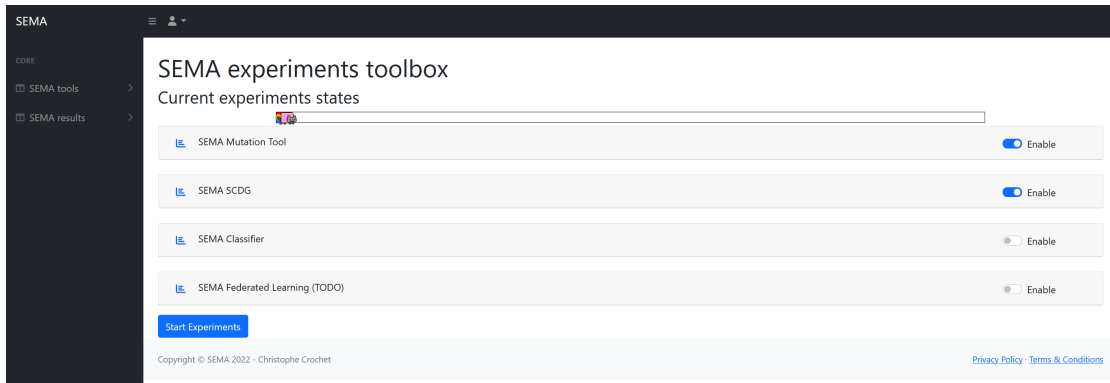 SEMA
CORE
SEMA tools
SEMA results
SEMA experiments toolbox
Current experiments states
SEMA Mutation Tool Enable
SEMA SCDG Enable
SEMA Classifier Enable
SEMA Federated Learning (TODO) Enable
Start Experiments
Copyright © SEMA 2022 - Christophe Crochet Privacy Policy · Terms & Conditions